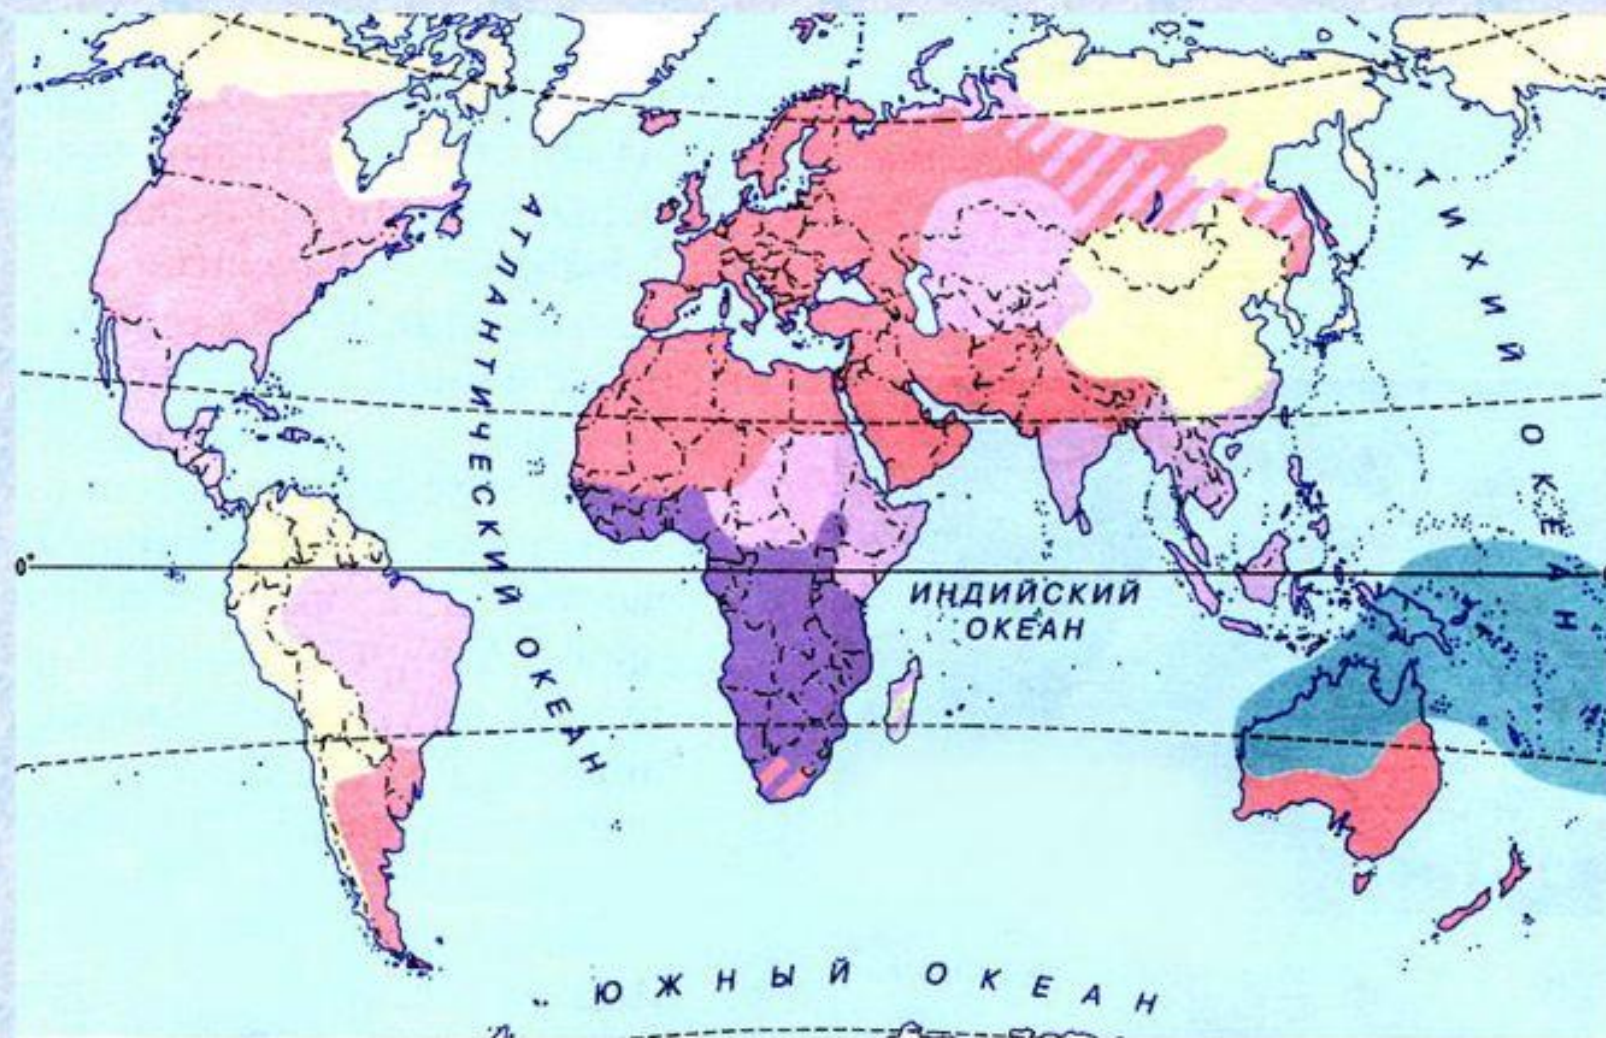 АТЛАНТИЧЕСКИЙ ОКЕАН
ТИХИЙ ОКЕАН
0°
ИНДИЙСКИЙ
ОКЕАН
ЮЖНЫЙ ОКЕАН